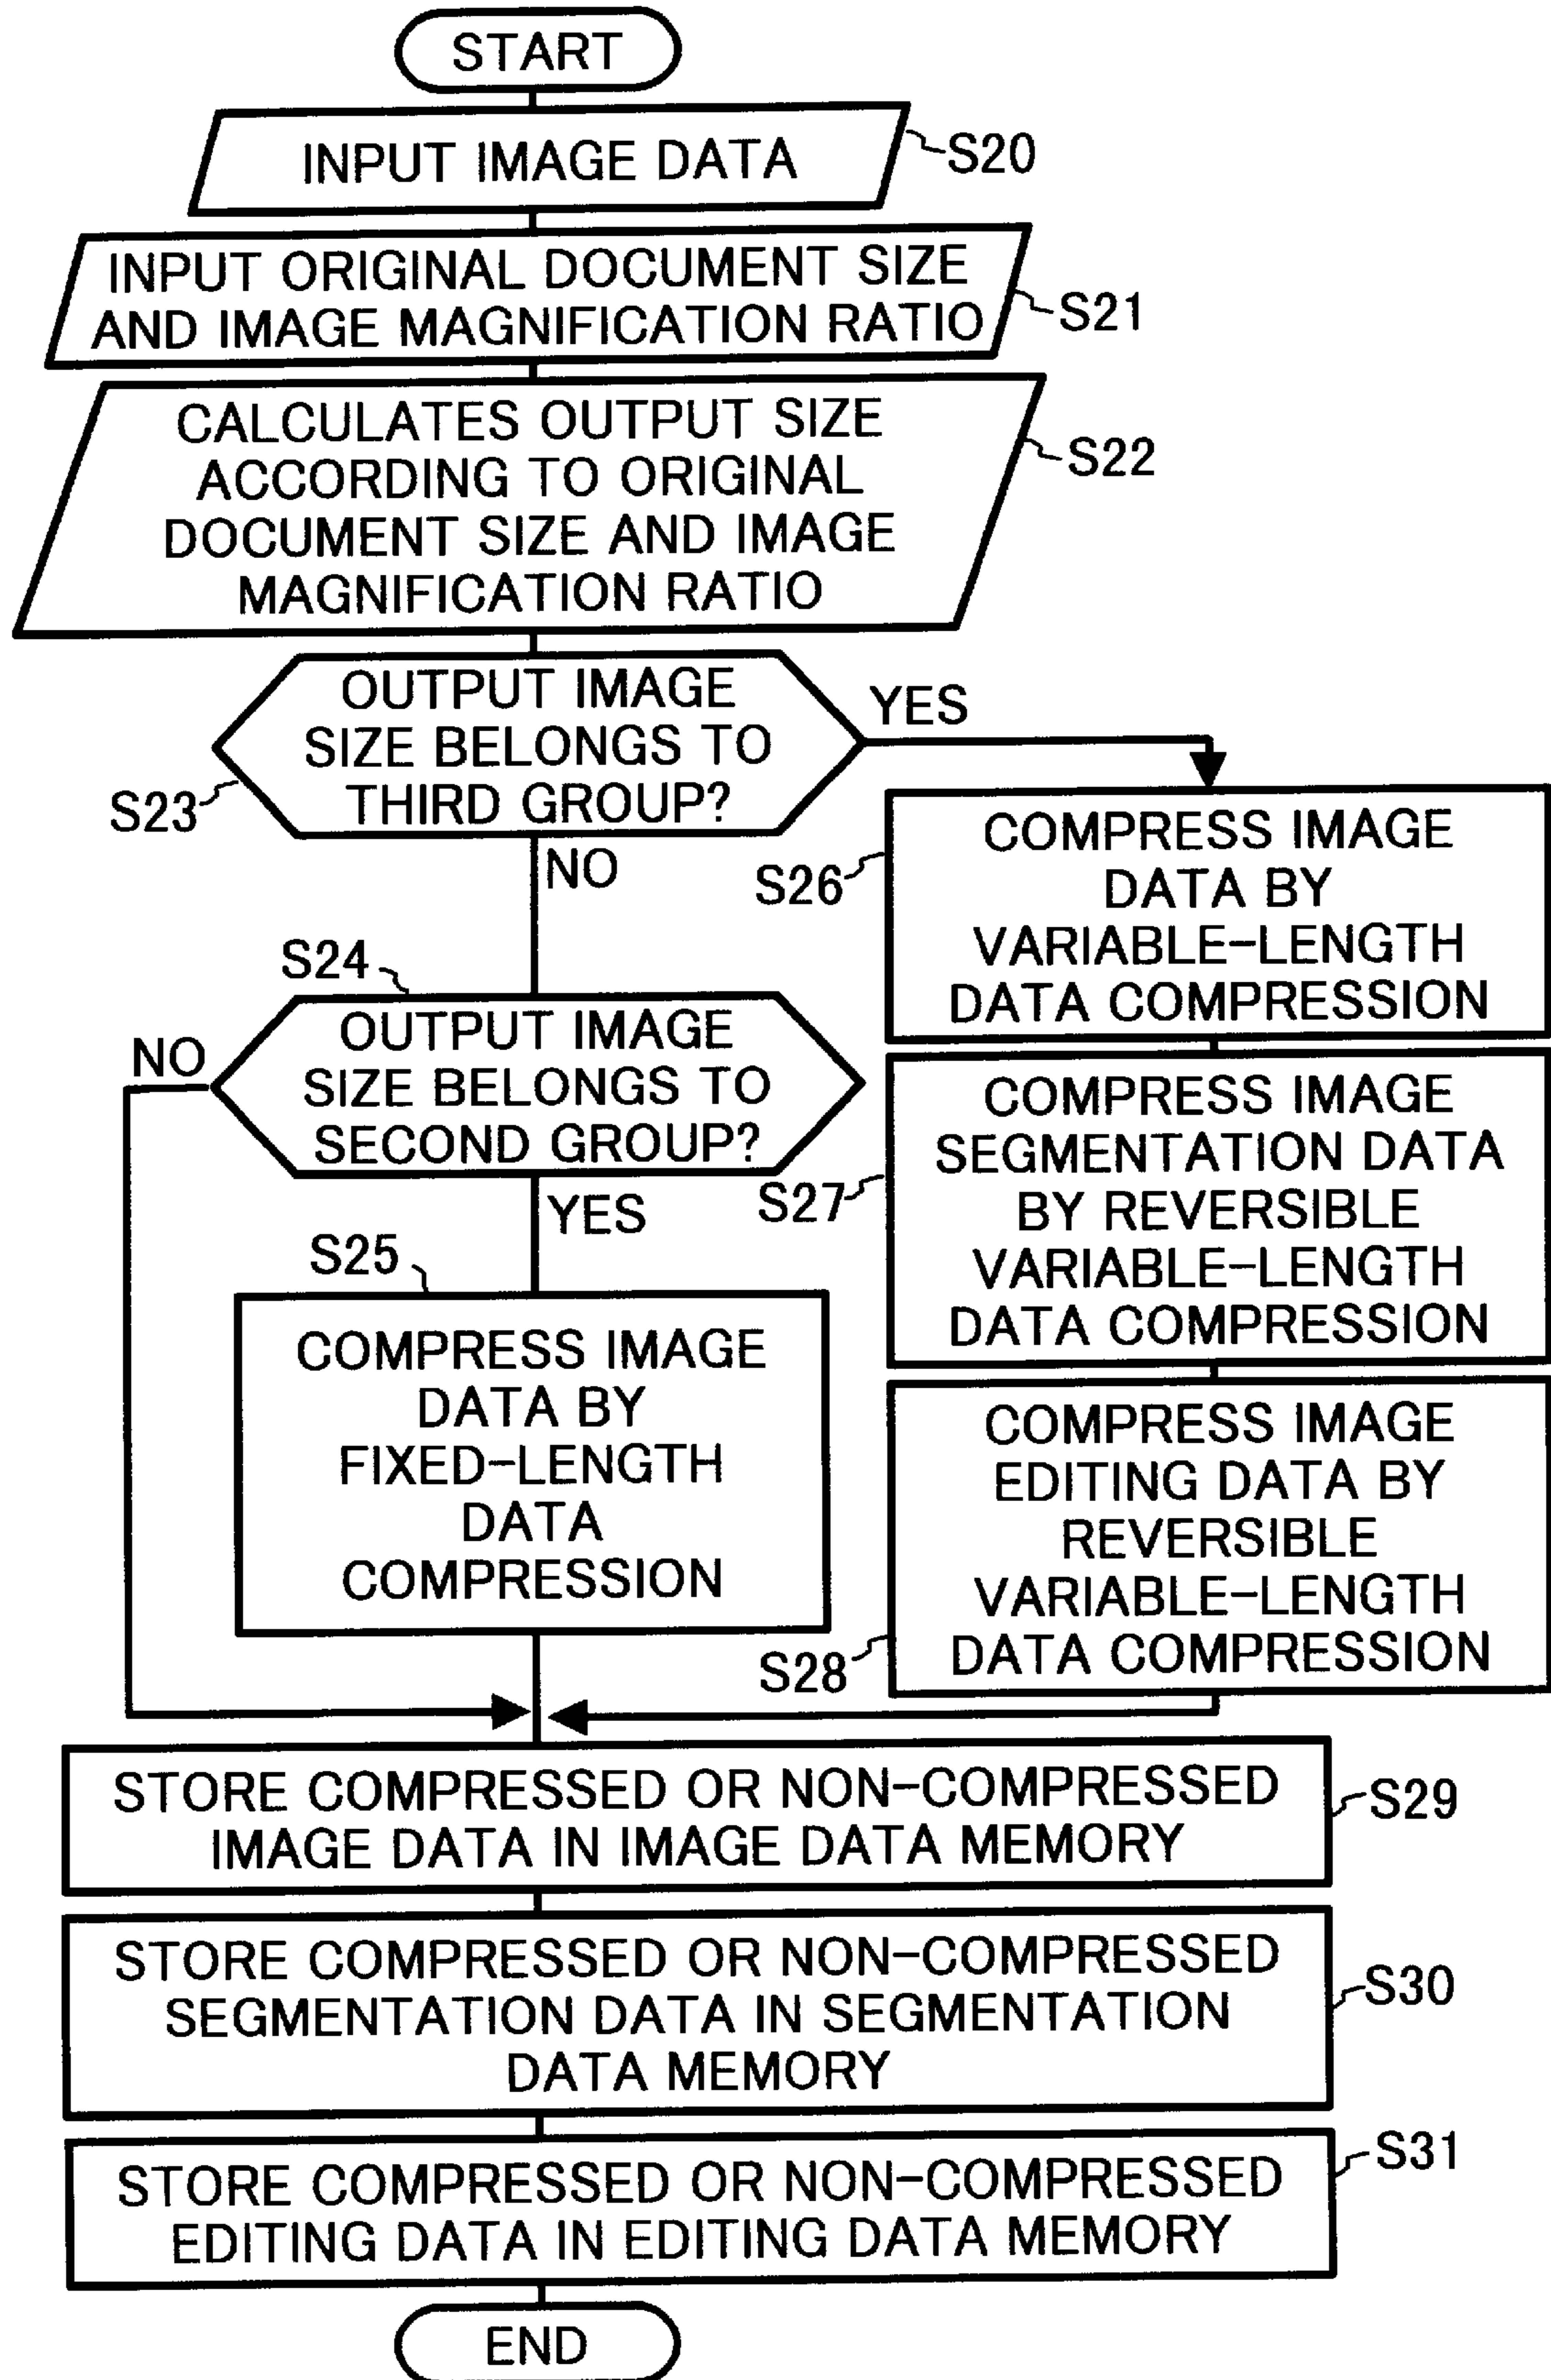 START
INPUT IMAGE DATA
S20
INPUT ORIGINAL DOCUMENT SIZE
AND IMAGE MAGNIFICATION RATIO
S21
CALCULATES OUTPUT SIZE
ACCORDING TO ORIGINAL
DOCUMENT SIZE AND IMAGE
MAGNIFICATION RATIO
S22
OUTPUT IMAGE
SIZE BELONGS TO
THIRD GROUP?
S23
YES
NO
S24
OUTPUT IMAGE
SIZE BELONGS TO
SECOND GROUP?
NO
YES
S25
COMPRESS IMAGE
DATA BY
FIXED-LENGTH
DATA
COMPRESSION
S26
COMPRESS IMAGE
DATA BY
VARIABLE-LENGTH
DATA COMPRESSION
S27
COMPRESS IMAGE
SEGMENTATION DATA
BY REVERSIBLE
VARIABLE-LENGTH
DATA COMPRESSION
S28
COMPRESS IMAGE
EDITING DATA BY
REVERSIBLE
VARIABLE-LENGTH
DATA COMPRESSION
STORE COMPRESSED OR NON-COMPRESSED
IMAGE DATA IN IMAGE DATA MEMORY
S29
STORE COMPRESSED OR NON-COMPRESSED
SEGMENTATION DATA IN SEGMENTATION
DATA MEMORY
S30
STORE COMPRESSED OR NON-COMPRESSED
EDITING DATA IN EDITING DATA MEMORY
S31
END